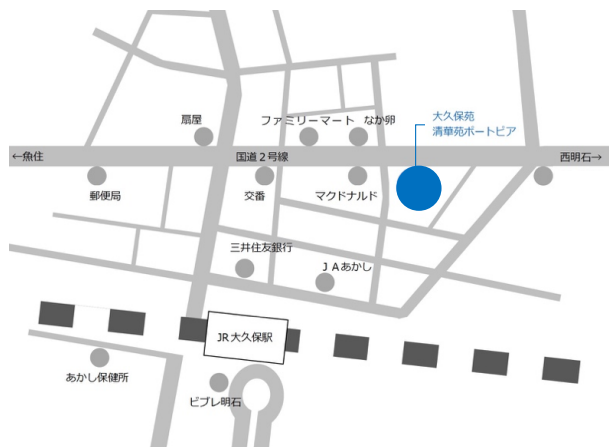 大久保苑
清華苑ポートピア
扇屋
ファミリーマート
なか卵
←魚住
国道２号線
西明石→
郵便局
交番
マクドナルド
三井住友銀行
ＪＡあかし
JR大久保駅
あかし保健所
ビブレ明石